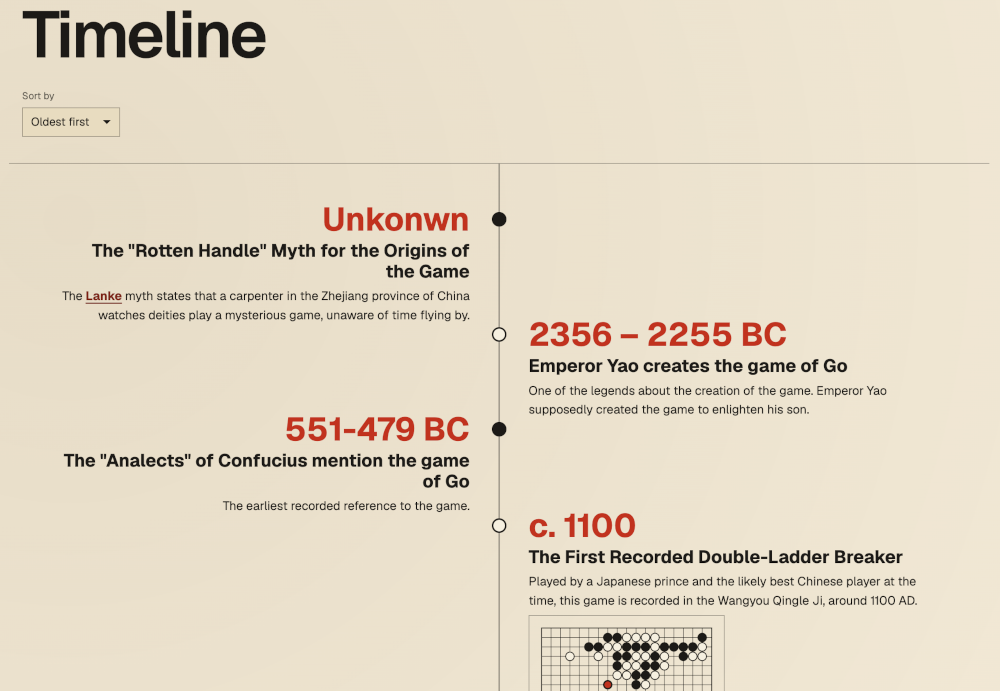 Timeline
Sort by
Oldest first
Unkonwn
The "Rotten Handle" Myth for the Origins of
the Game
The Lanke myth states that a carpenter in the Zhejiang province of China
watches deities play a mysterious game, unaware of time flying by.
2356 – 2255 BC
Emperor Yao creates the game of Go
One of the legends about the creation of the game. Emperor Yao
supposedly created the game to enlighten his son.
551-479 BC
The "Analects" of Confucius mention the game
of Go
The earliest recorded reference to the game.
c. 1100
The First Recorded Double-Ladder Breaker
Played by a Japanese prince and the likely best Chinese player at the
time, this game is recorded in the Wangyou Qingle Ji, around 1100 AD.